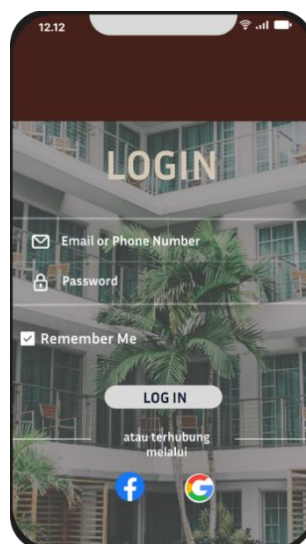 12.12
LOGIN
Email or Phone Number
Password
Remember Me
LOG IN
atau terhubung
melalui